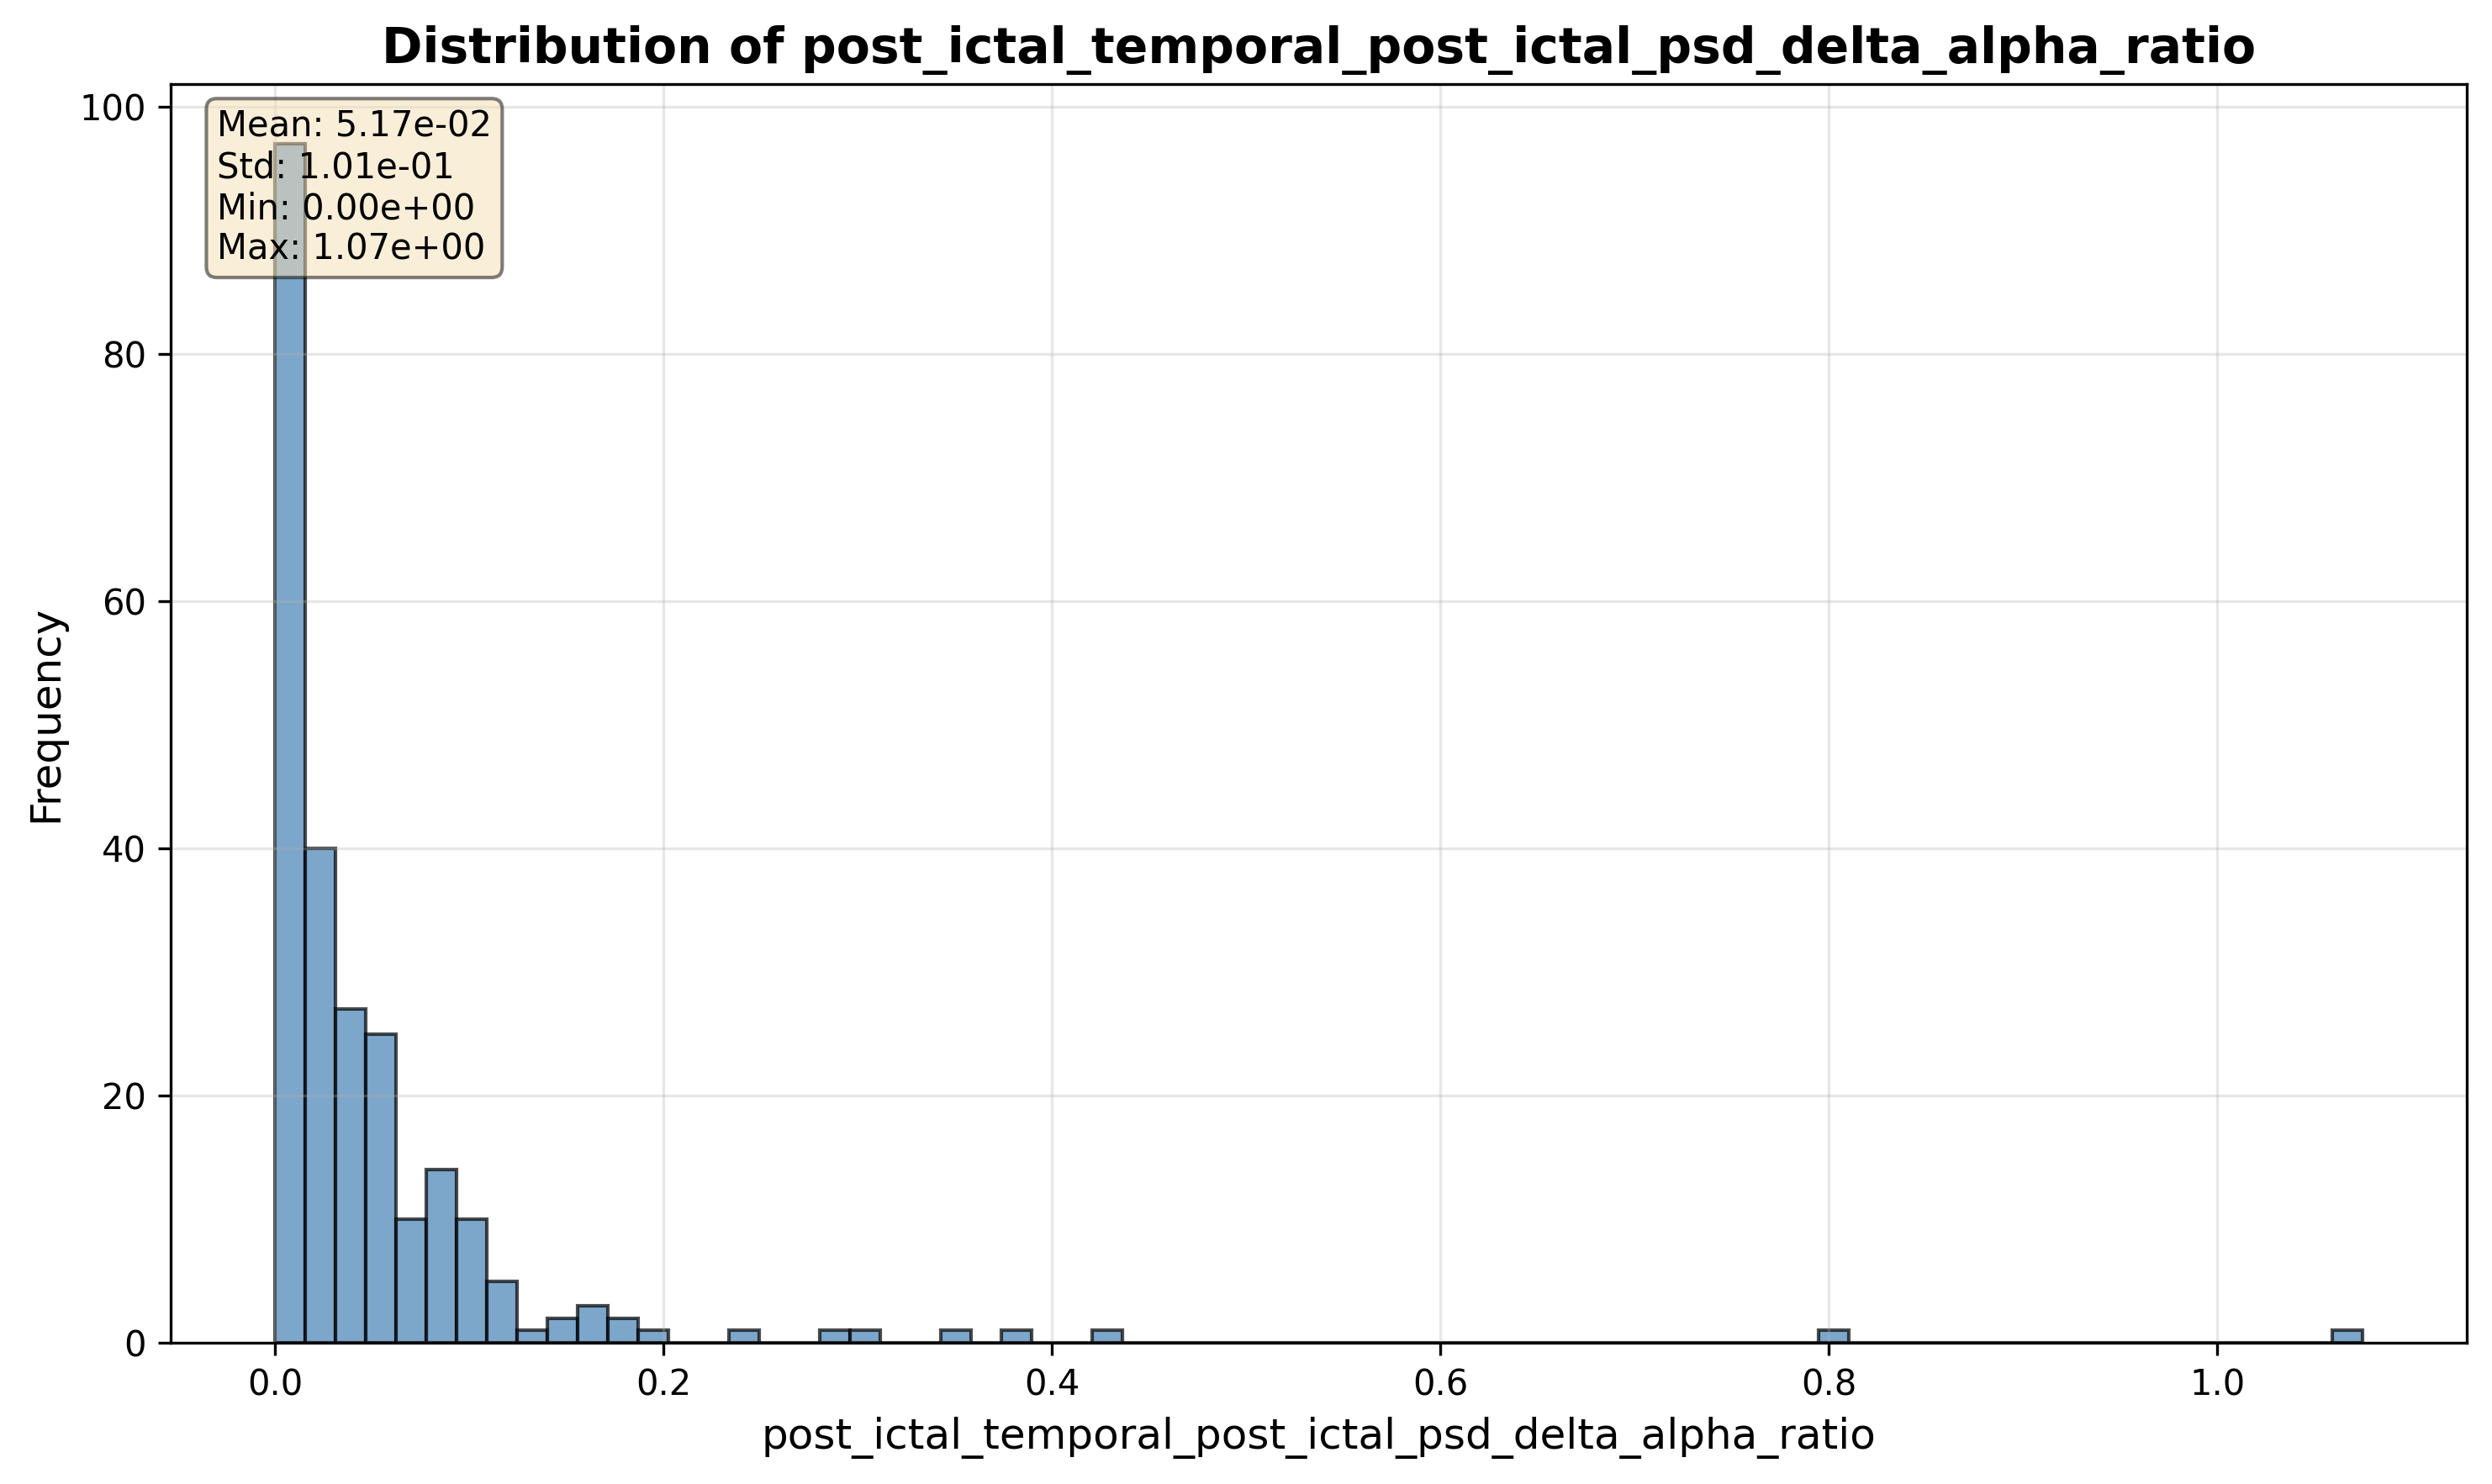 Distribution of post_ictal_temporal_post_ictal_psd_delta_alpha_ratio
Mean: 5.17e-02
Std: 1.01e-01
Min: 0.00e+00
Max: 1.07e+00
Frequency
100
80
60
40
20
0
0.0 0.2 0.4 0.6 0.8 1.0
post_ictal_temporal_post_ictal_psd_delta_alpha_ratio